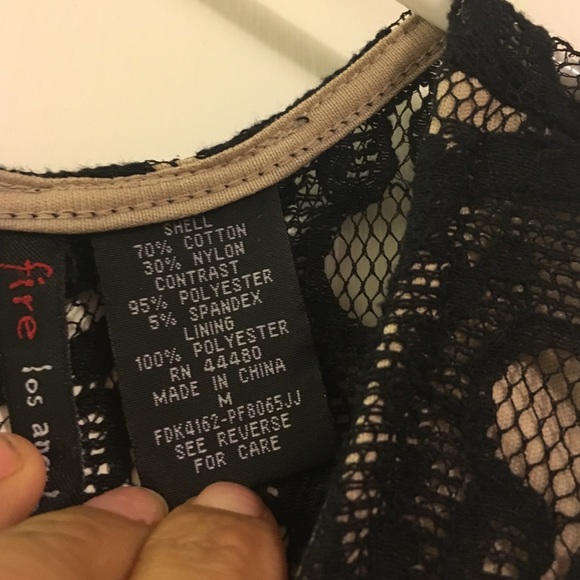 fire
los
SHELL
70% COTTON
30% NYLON
CONTRAST
95% POLYESTER
5% SPANDEX
LINING
100% POLYESTER
RN 44480
MADE IN CHINA
M
FDK4162-PF8065JJ
SEE REVERSE
FOR CARE